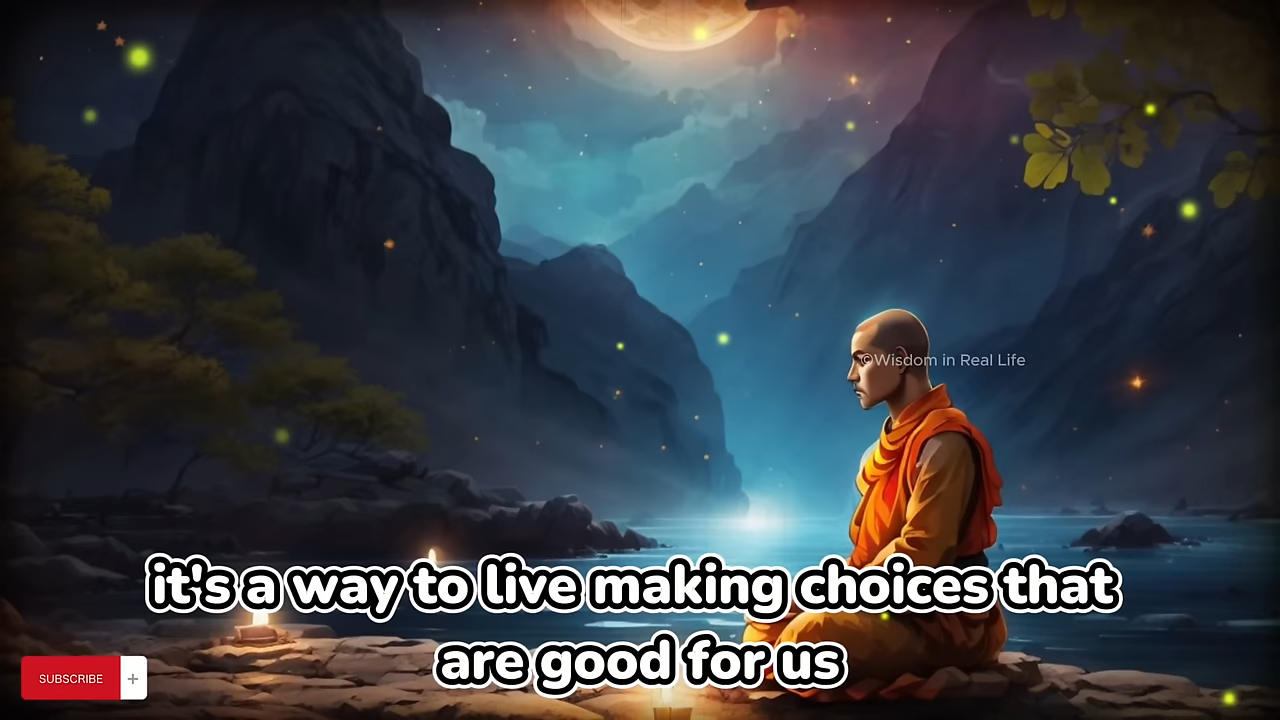 ©Wisdom in Real Life
it's a way to live making choices that
are good for us
SUBSCRIBE +